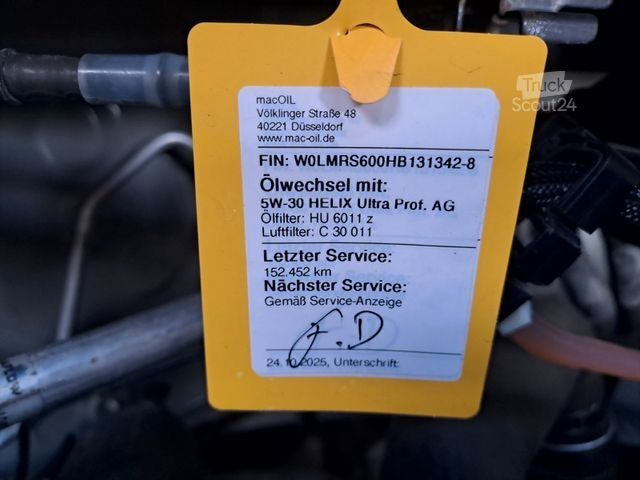 Truck
Scout24
macOIL
Völklinger Straße 48
40221 Düsseldorf
www.mac-oil.de
FIN: W0LMRS600HB131342-8
Ölwechsel mit:
5W-30 HELIX Ultra Prof. AG
Ölfilter: HU 6011 z
Luftfilter: C 30 011
Letzter Service:
152.452 km
Nächster Service:
Gemäß Service-Anzeige
F.D
24.10.2025, Unterschrift: